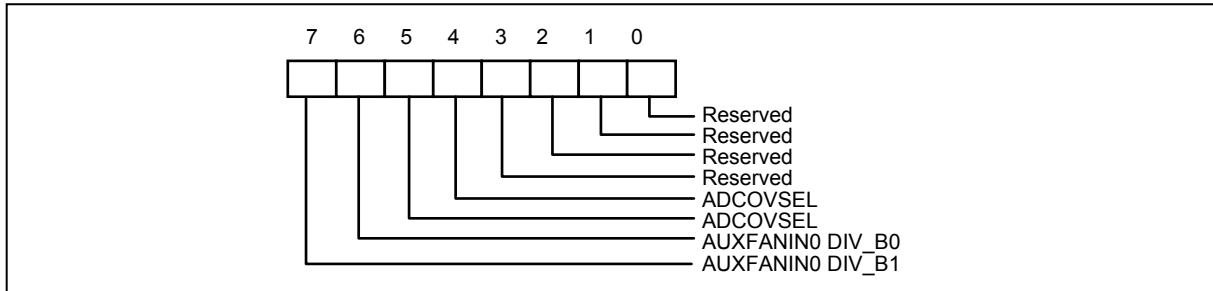 7 6 5 4 3 2 1 0
Reserved
Reserved
Reserved
Reserved
ADCOVSEL
ADCOVSEL
AUXFANIN0 DIV_B0
AUXFANIN0 DIV_B1